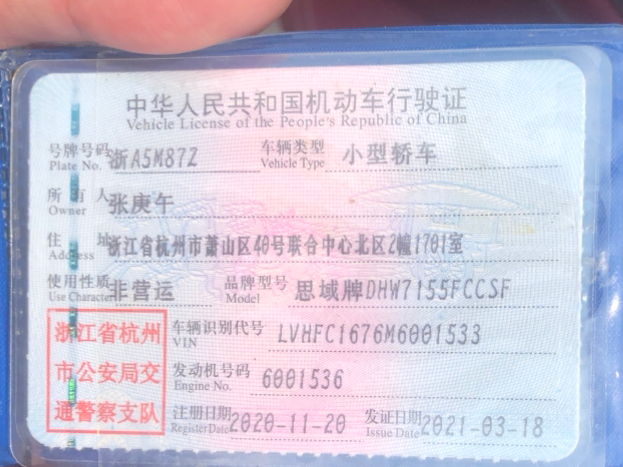 中华人民共和国机动车行驶证
Vehicle License of the People's Republic of China
号牌号码 浙A5M87Z 车辆类型 小型轿车
Plate No. Vehicle Type
所有人 张庚午
Owner
住址 浙江省杭州市萧山区40号联合中心北区2幢1701室
Address
使用性质 非营运 品牌型号 思域牌DHW7155FCCSF
Use Character Model
浙江省杭州 车辆识别代号 LVHFC1676M6001533
VIN
市公安局交 发动机号码 6001536
Engine No.
通警察支队 注册日期 2020-11-20 发证日期 2021-03-18
Register Date Issue Date